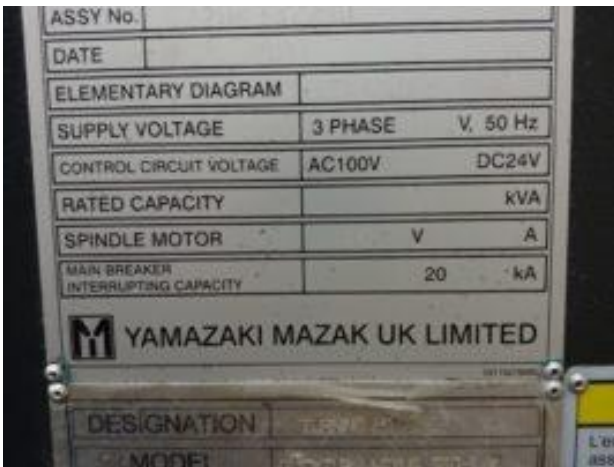 ASSY No.
DATE
ELEMENTARY DIAGRAM
SUPPLY VOLTAGE 3 PHASE V, 50 Hz
CONTROL CIRCUIT VOLTAGE AC100V DC24V
RATED CAPACITY kVA
SPINDLE MOTOR V A
MAIN BREAKER
INTERRUPTING CAPACITY 20 kA
YAMAZAKI MAZAK UK LIMITED
DESIGNATION
MODEL